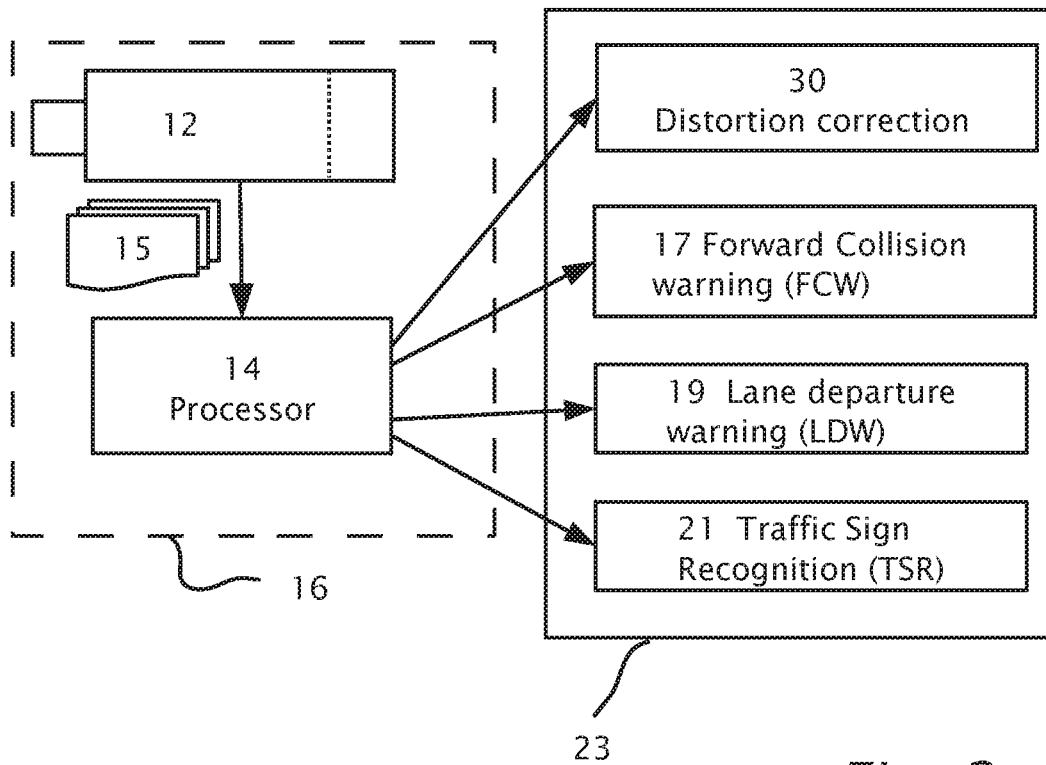 12
15
14
Processor
16
30
Distortion correction
17 Forward Collision
warning (FCW)
19 Lane departure
warning (LDW)
21 Traffic Sign
Recognition (TSR)
23